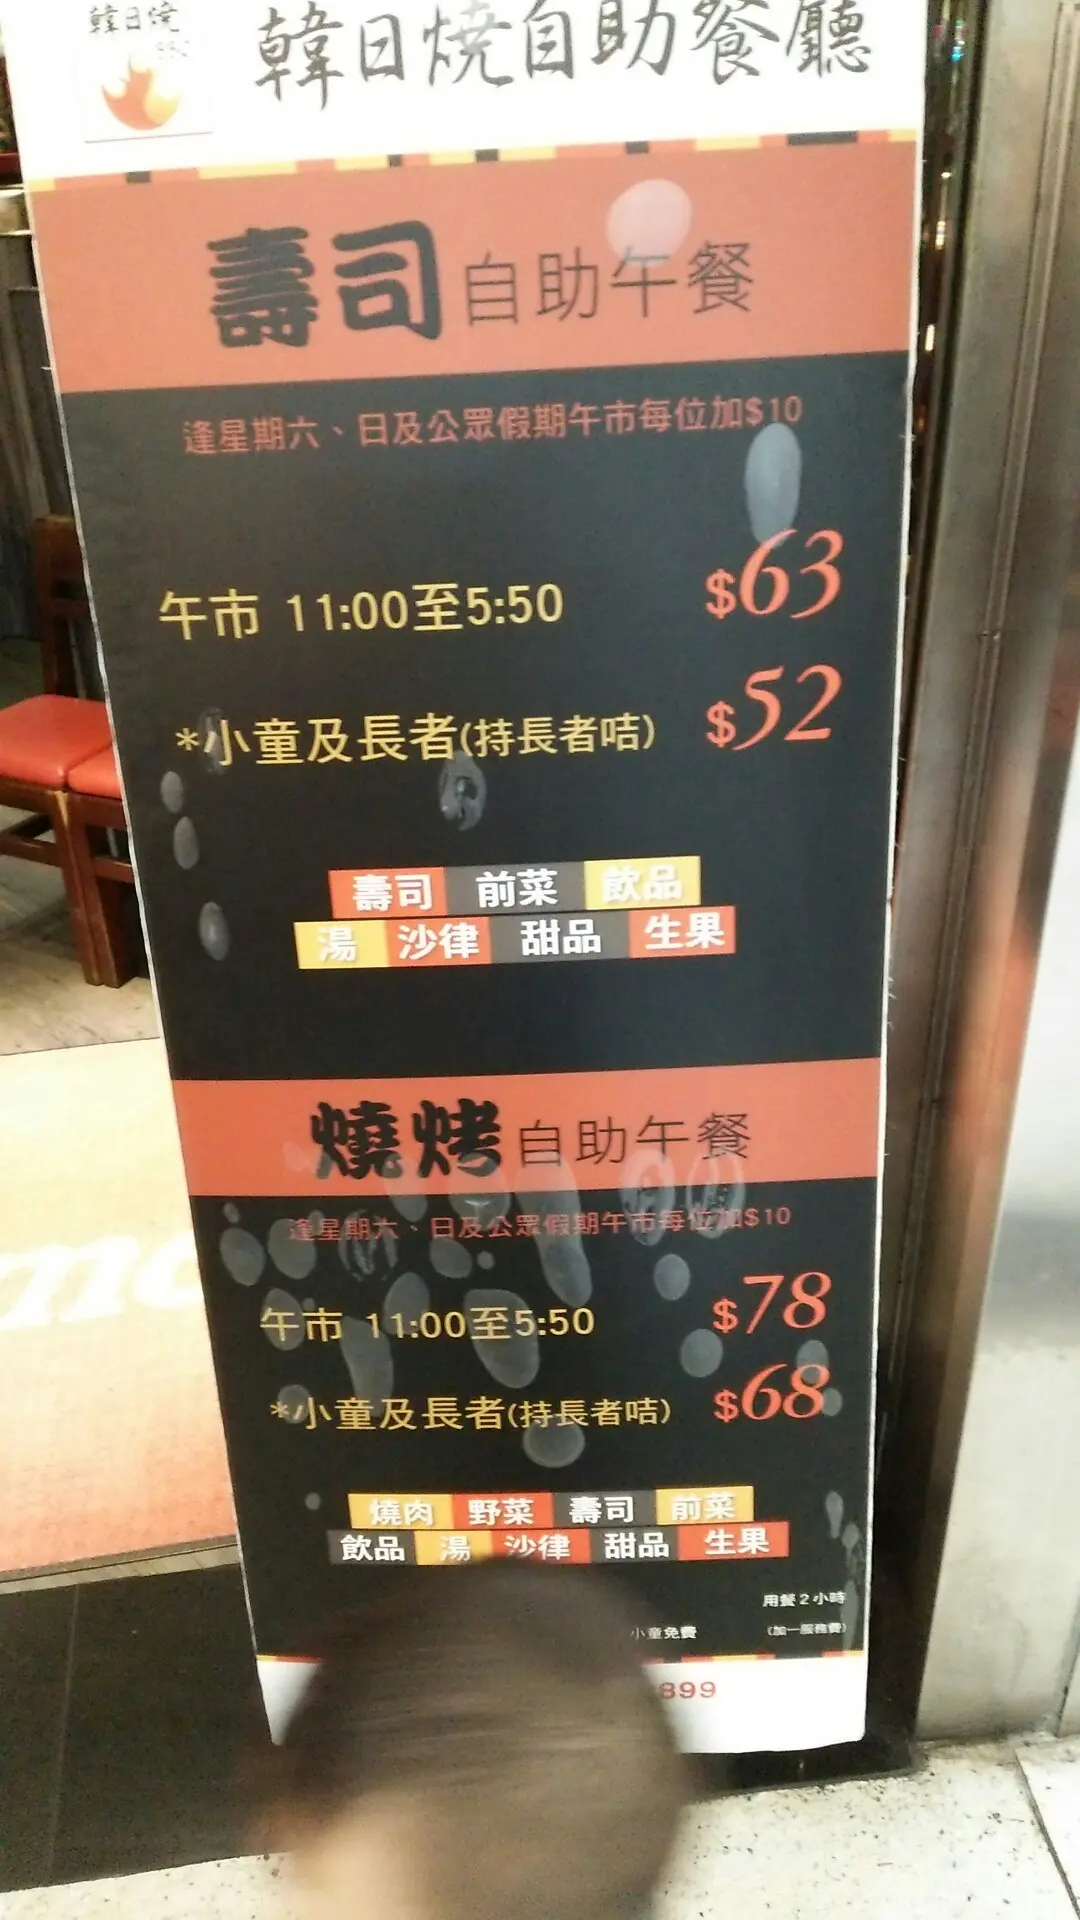 韓日燒
BBQ
韓日燒自助餐廳
壽司自助午餐
逢星期六、日及公眾假期午市每位加$10
午市 11:00至5:50 $63
*小童及長者(持長者咭) $52
壽司 前菜 飲品
湯 沙律 甜品 生果
燒烤自助午餐
逢星期六、日及公眾假期午市每位加$10
午市 11:00至5:50 $78
*小童及長者(持長者咭) $68
燒肉 野菜 壽司 前菜
飲品 湯 沙律 甜品 生果
用餐2小時
小童免費 (加一服務費)
899